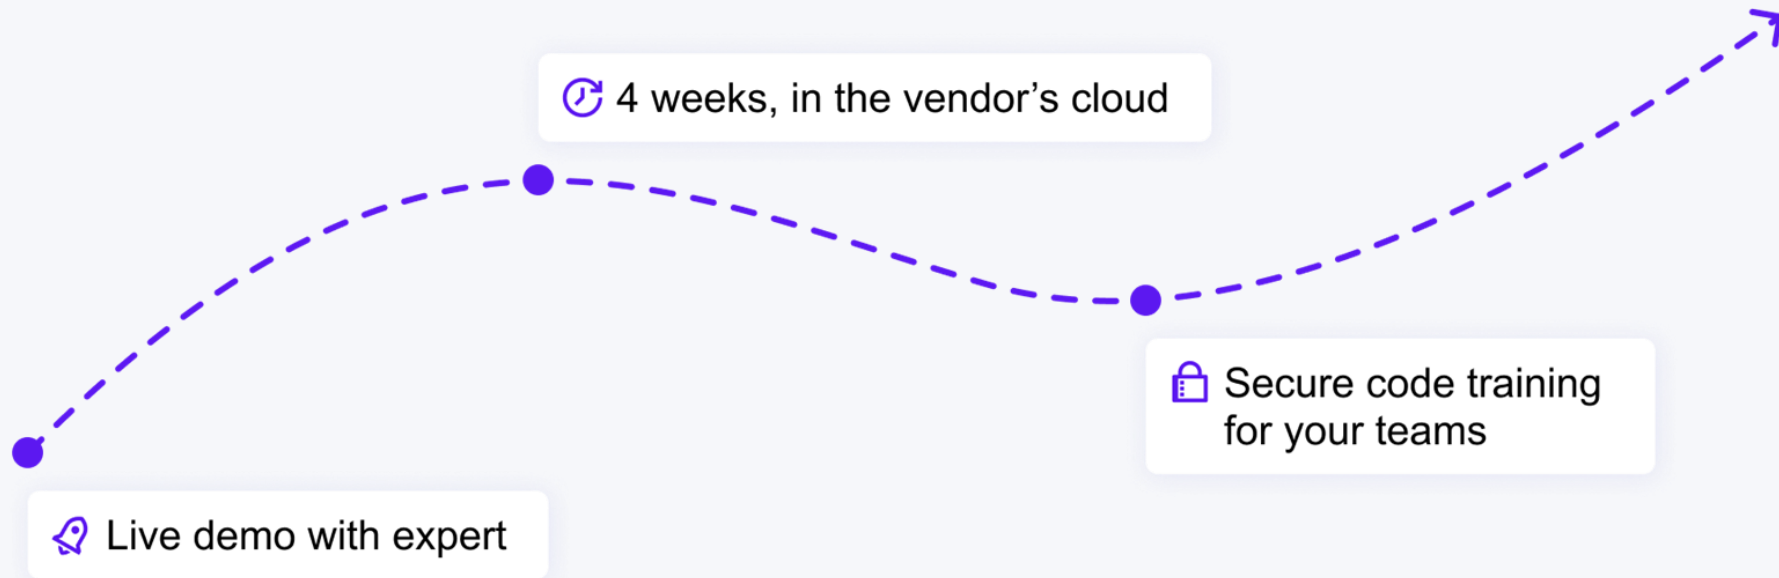 4 weeks, in the vendor’s cloud
Secure code training
for your teams
Live demo with expert